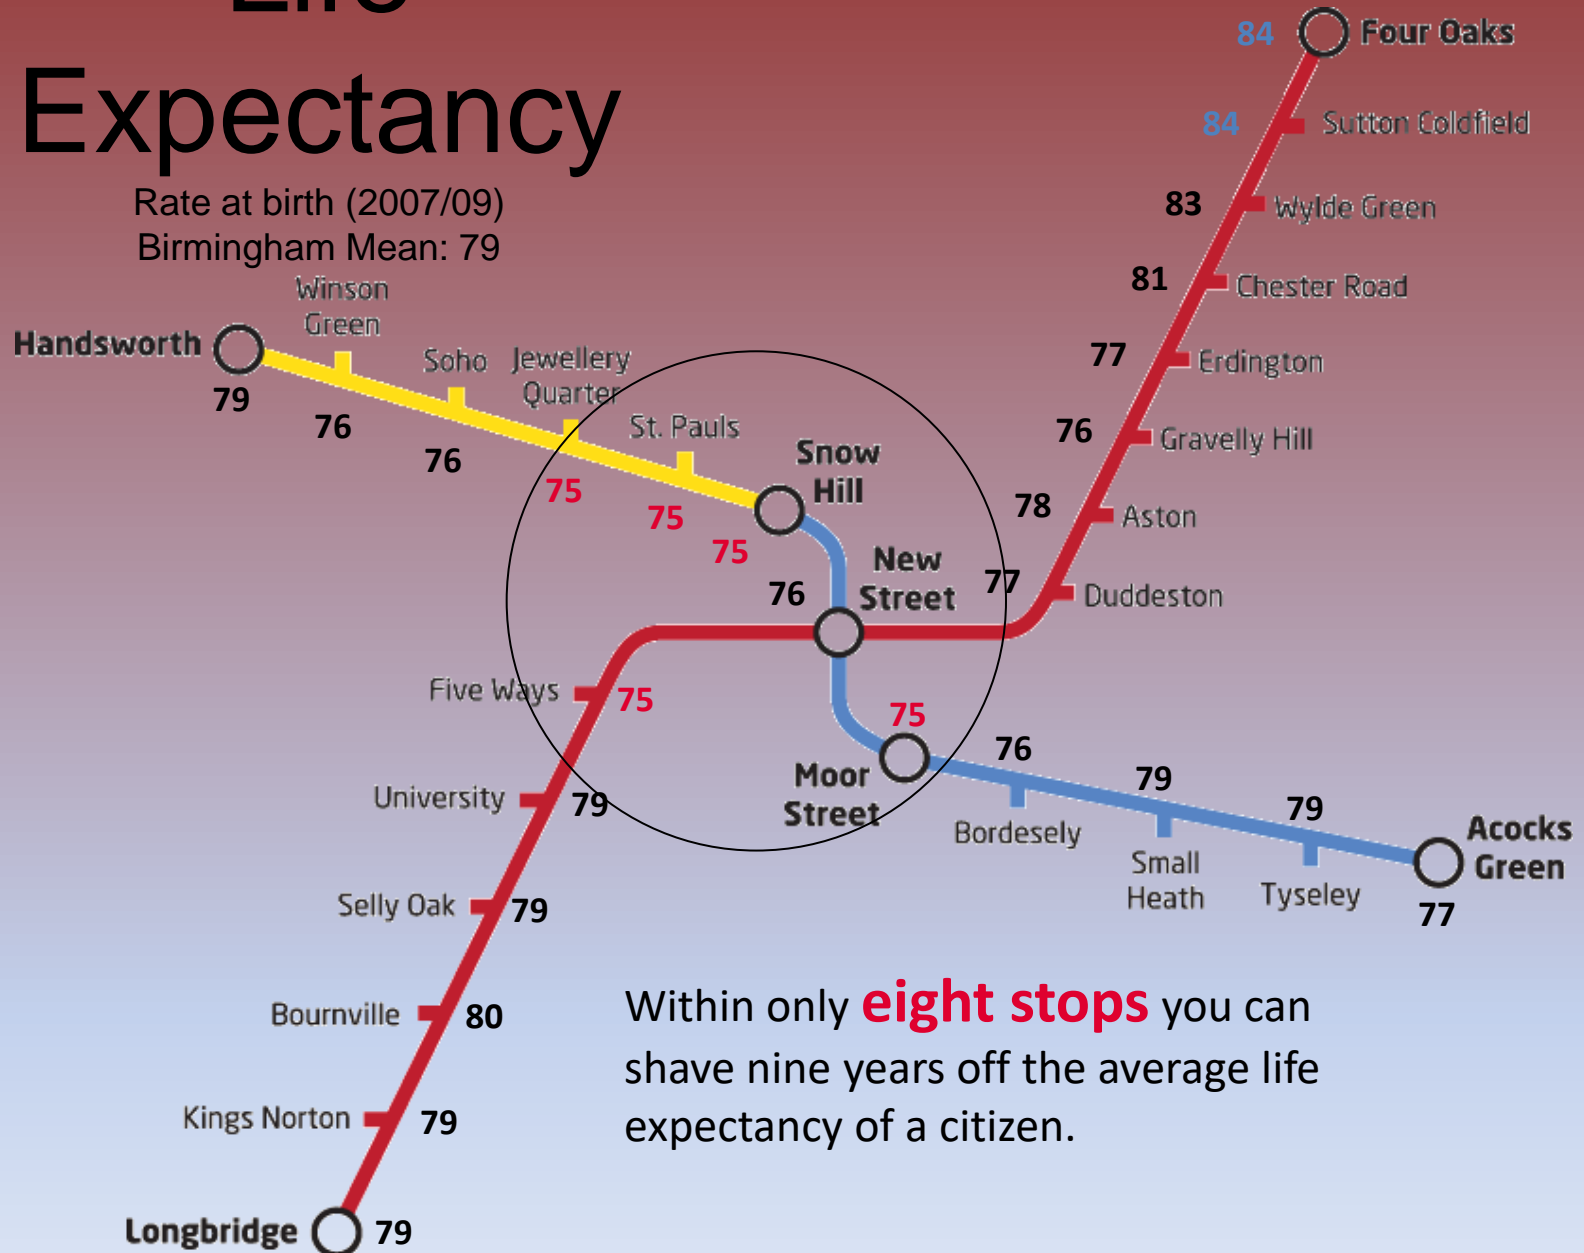 Life
Expectancy
Rate at birth (2007/09)
Birmingham Mean: 79
84 Four Oaks
84 Sutton Coldfield
83 Wylde Green
81 Chester Road
77 Erdington
76 Gravelly Hill
78 Aston
77 Duddeston
Handsworth
79
Winson
Green
76
Soho
76
Jewellery
Quarter
75
St. Pauls
75
Snow
Hill
75
New
Street
76
Five Ways 75
University 79
Selly Oak 79
Bournville 80
Kings Norton 79
Longbridge 79
75
Moor
Street
76
Bordesely
79
Small
Heath
79
Tyseley
Acocks
Green
77
Within only eight stops you can
shave nine years off the average life
expectancy of a citizen.